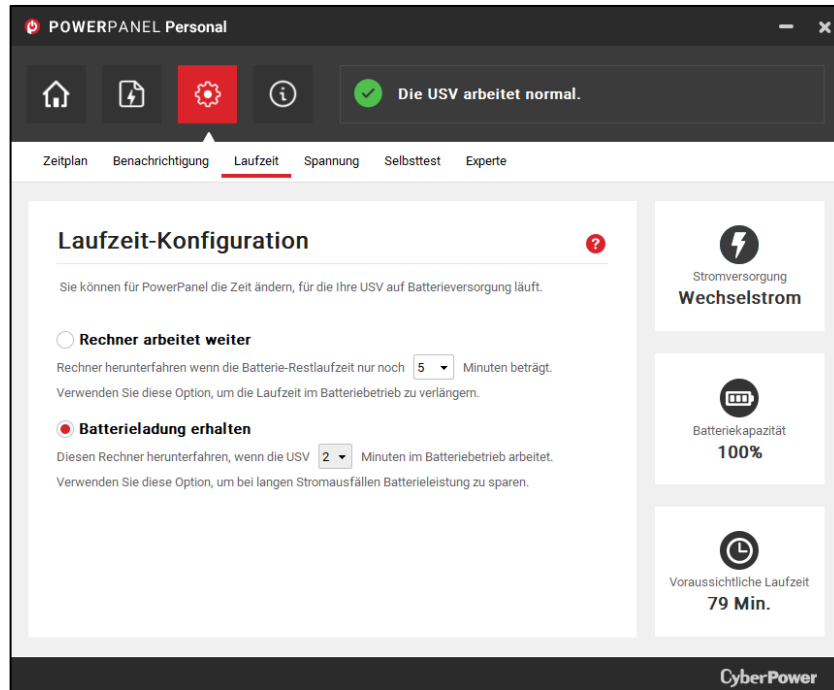 POWERPANEL Personal
Die USV arbeitet normal.
Zeitplan Benachrichtigung Laufzeit Spannung Selbsttest Experte
Laufzeit-Konfiguration
?
Sie können für PowerPanel die Zeit ändern, für die Ihre USV auf Batterieversorgung läuft.
Rechner arbeitet weiter
Rechner herunterfahren wenn die Batterie-Restlaufzeit nur noch 5 Minuten beträgt.
Verwenden Sie diese Option, um die Laufzeit im Batteriebetrieb zu verlängern.
Batterieladung erhalten
Diesen Rechner herunterfahren, wenn die USV 2 Minuten im Batteriebetrieb arbeitet.
Verwenden Sie diese Option, um bei langen Stromausfällen Batterieleistung zu sparen.
Stromversorgung
Wechselstrom
Batteriekapazität
100%
Voraussichtliche Laufzeit
79 Min.
CyberPower